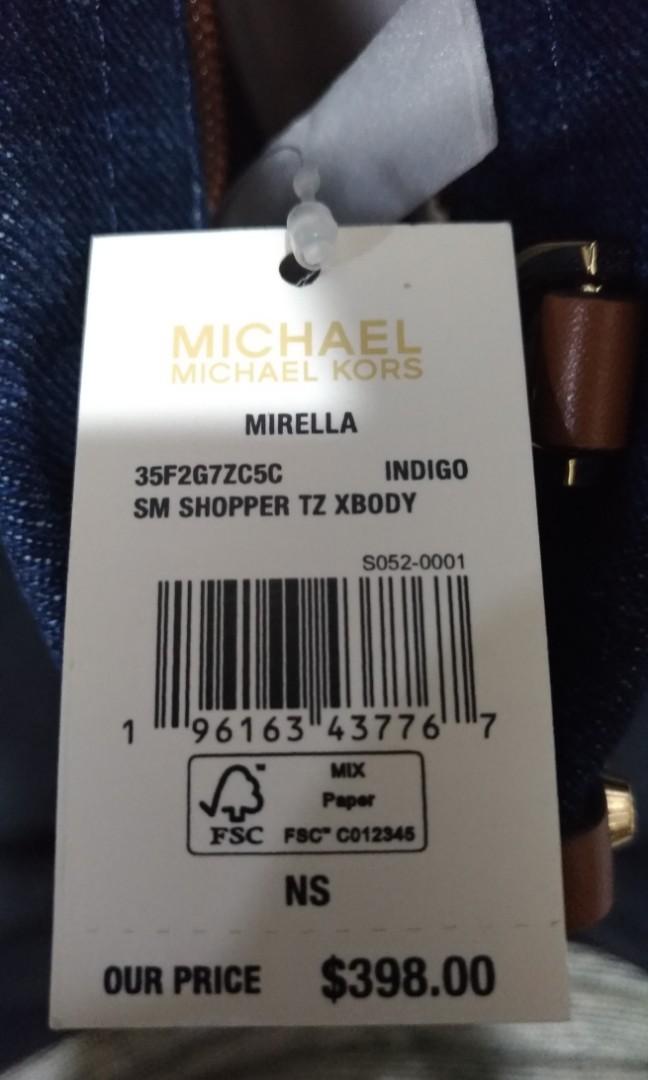 MICHAEL
MICHAEL KORS
MIRELLA
35F2G7ZC5C INDIGO
SM SHOPPER TZ XBODY
S052-0001
1 96163 43776 7
FSC™
MIX
Paper
FSC™ C012345
NS
OUR PRICE $398.00